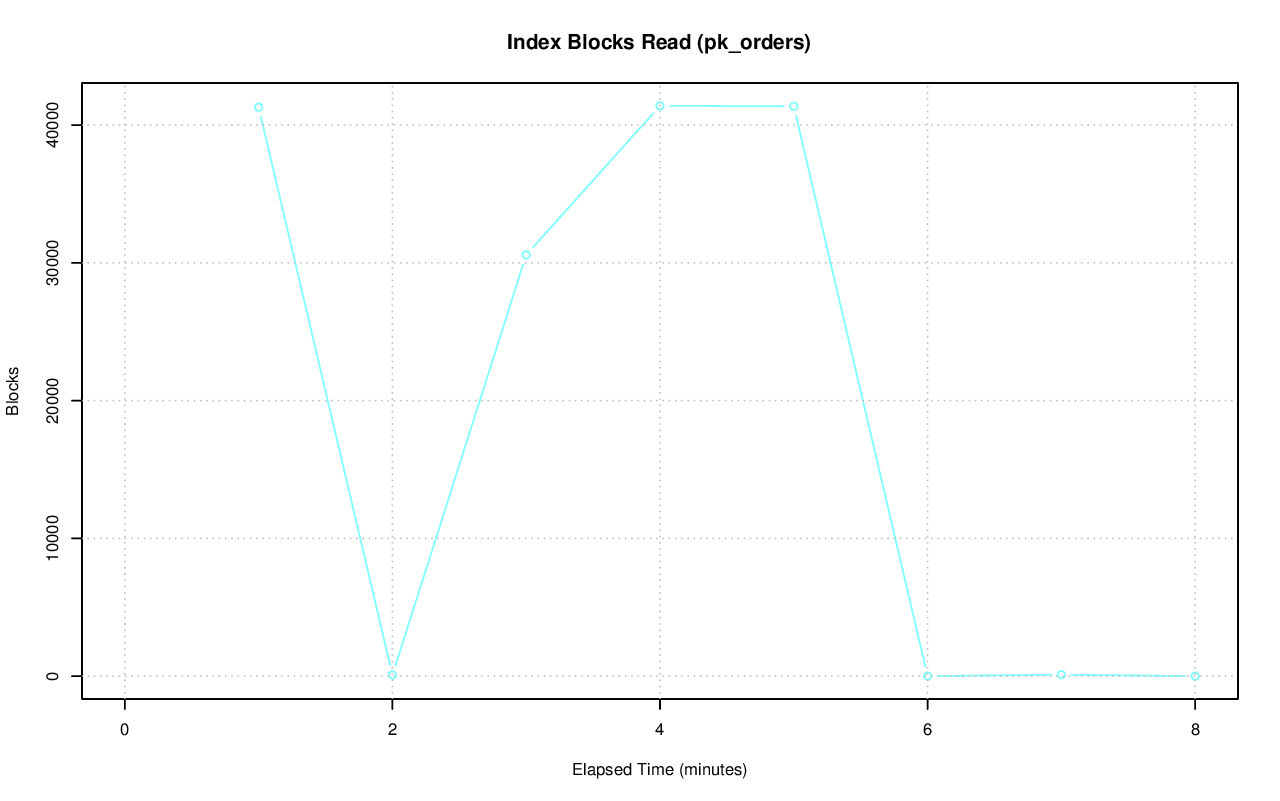 Index Blocks Read (pk_orders)
Blocks
40000
30000
20000
10000
0
0 2 4 6 8
Elapsed Time (minutes)